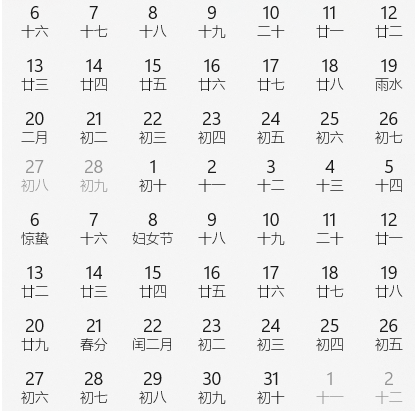 6 7 8 9 10 11 12
十六 十七 十八 十九 二十 廿一 廿二
13 14 15 16 17 18 19
廿三 廿四 廿五 廿六 廿七 廿八 雨水
20 21 22 23 24 25 26
二月 初二 初三 初四 初五 初六 初七
27 28 1 2 3 4 5
初八 初九 初十 十一 十二 十三 十四
6 7 8 9 10 11 12
惊蛰 十六 妇女节 十八 十九 二十 廿一
13 14 15 16 17 18 19
廿二 廿三 廿四 廿五 廿六 廿七 廿八
20 21 22 23 24 25 26
廿九 春分 闰二月 初二 初三 初四 初五
27 28 29 30 31 1 2
初六 初七 初八 初九 初十 十一 十二